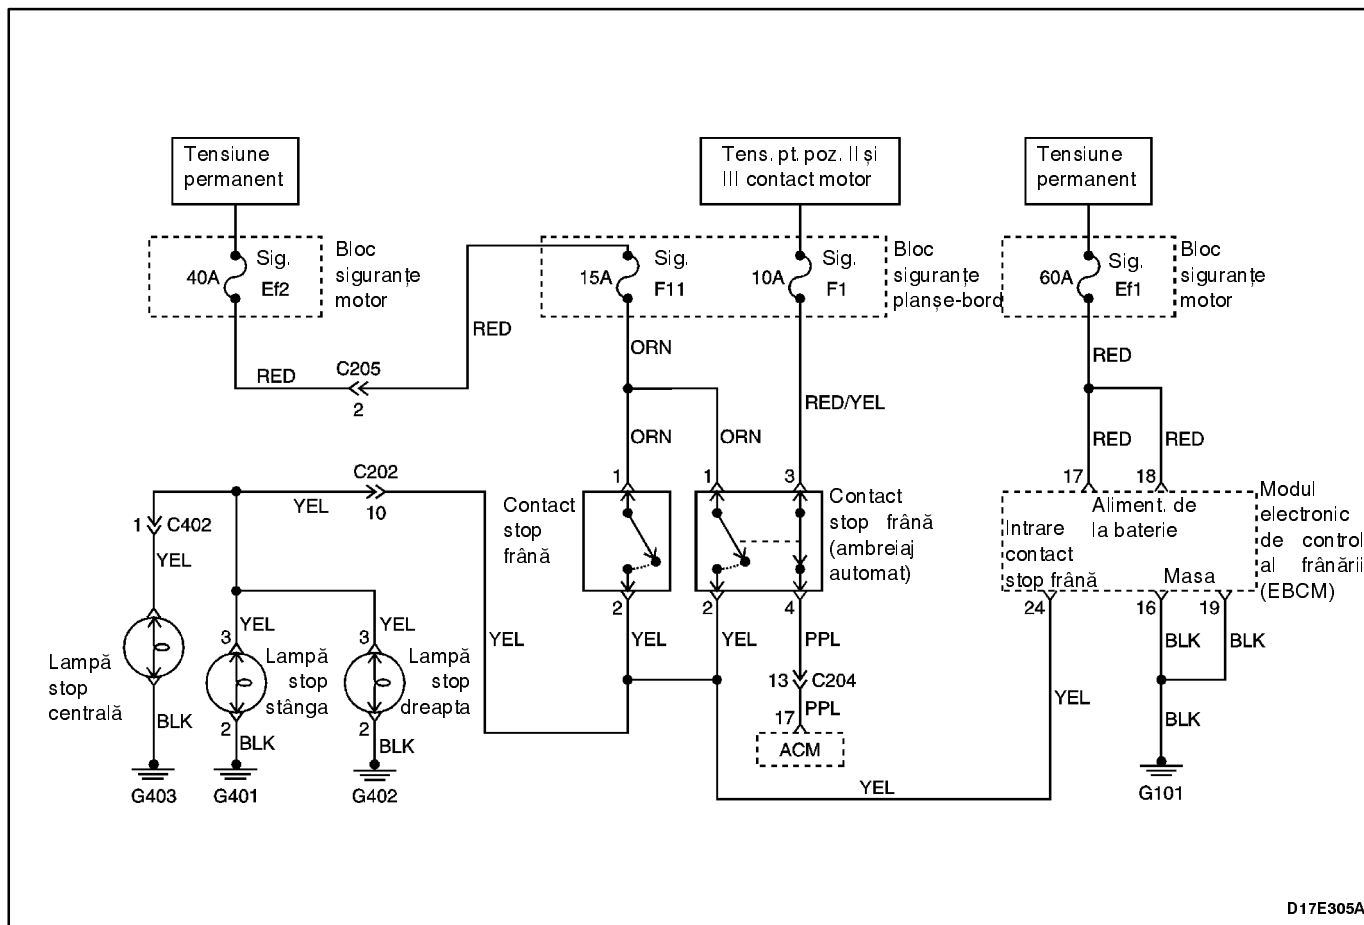 Tensiune
permanent
Tens. pt. poz. II și
III contact motor
Tensiune
permanent
40A
Sig.
Ef2
Bloc
siguranțe
motor
15A
Sig.
F11
10A
Sig.
F1
Bloc
siguranțe
planșe-bord
60A
Sig.
Ef1
Bloc
siguranțe
motor
RED
ORN
RED
RED
C205
2
RED/YEL
ORN
ORN
RED
RED
C202
YEL
10
1
C402
YEL
1
1
3
17
18
Contact
stop
frână
Contact
stop frână
(ambreiaj
automat)
Aliment. de
la baterie
Intrare
contact
stop frână
Masa
Modul
electronic
de control
al frânării
(EBCM)
2
2
4
24
16
19
3
YEL
3
YEL
YEL
YEL
YEL
PPL
BLK
BLK
Lampă
stop
centrală
Lampă
stop
stânga
Lampă
stop
dreapta
13
C204
YEL
17
PPL
ACM
BLK
2
BLK
2
BLK
BLK
G403
G401
G402
YEL
G101
D17E305A